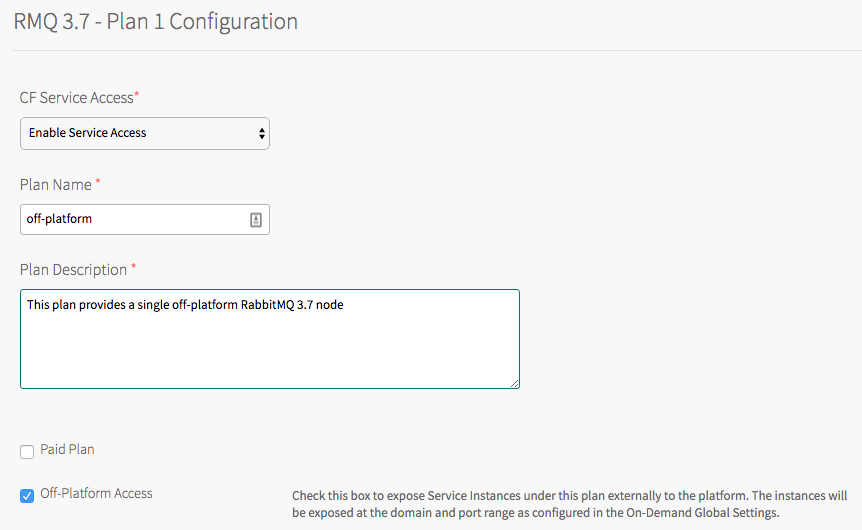 RMQ 3.7 - Plan 1 Configuration
CF Service Access*
Enable Service Access
Plan Name *
off-platform
Plan Description *
This plan provides a single off-platform RabbitMQ 3.7 node
Paid Plan
Off-Platform Access
Check this box to expose Service Instances under this plan externally to the platform. The instances will
be exposed at the domain and port range as configured in the On-Demand Global Settings.